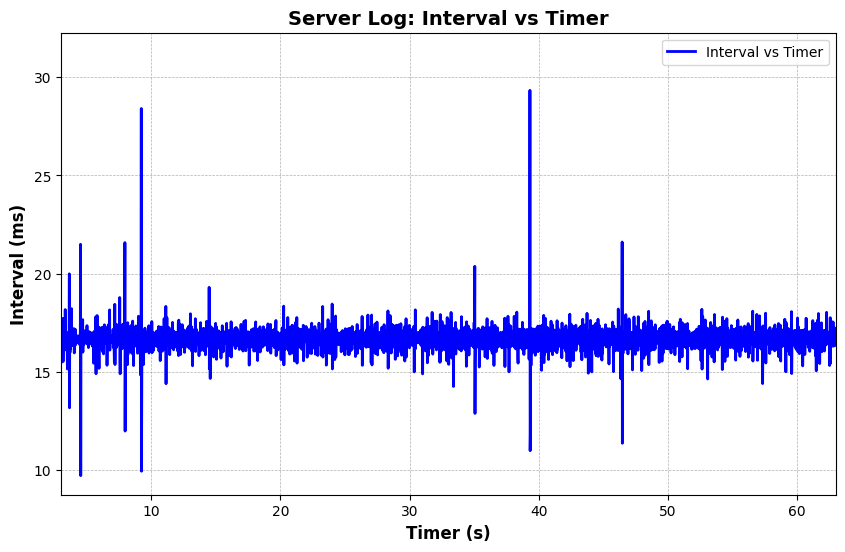 Server Log: Interval vs Timer
Interval vs Timer
Interval (ms)
30
25
20
15
10
10 20 30 40 50 60
Timer (s)